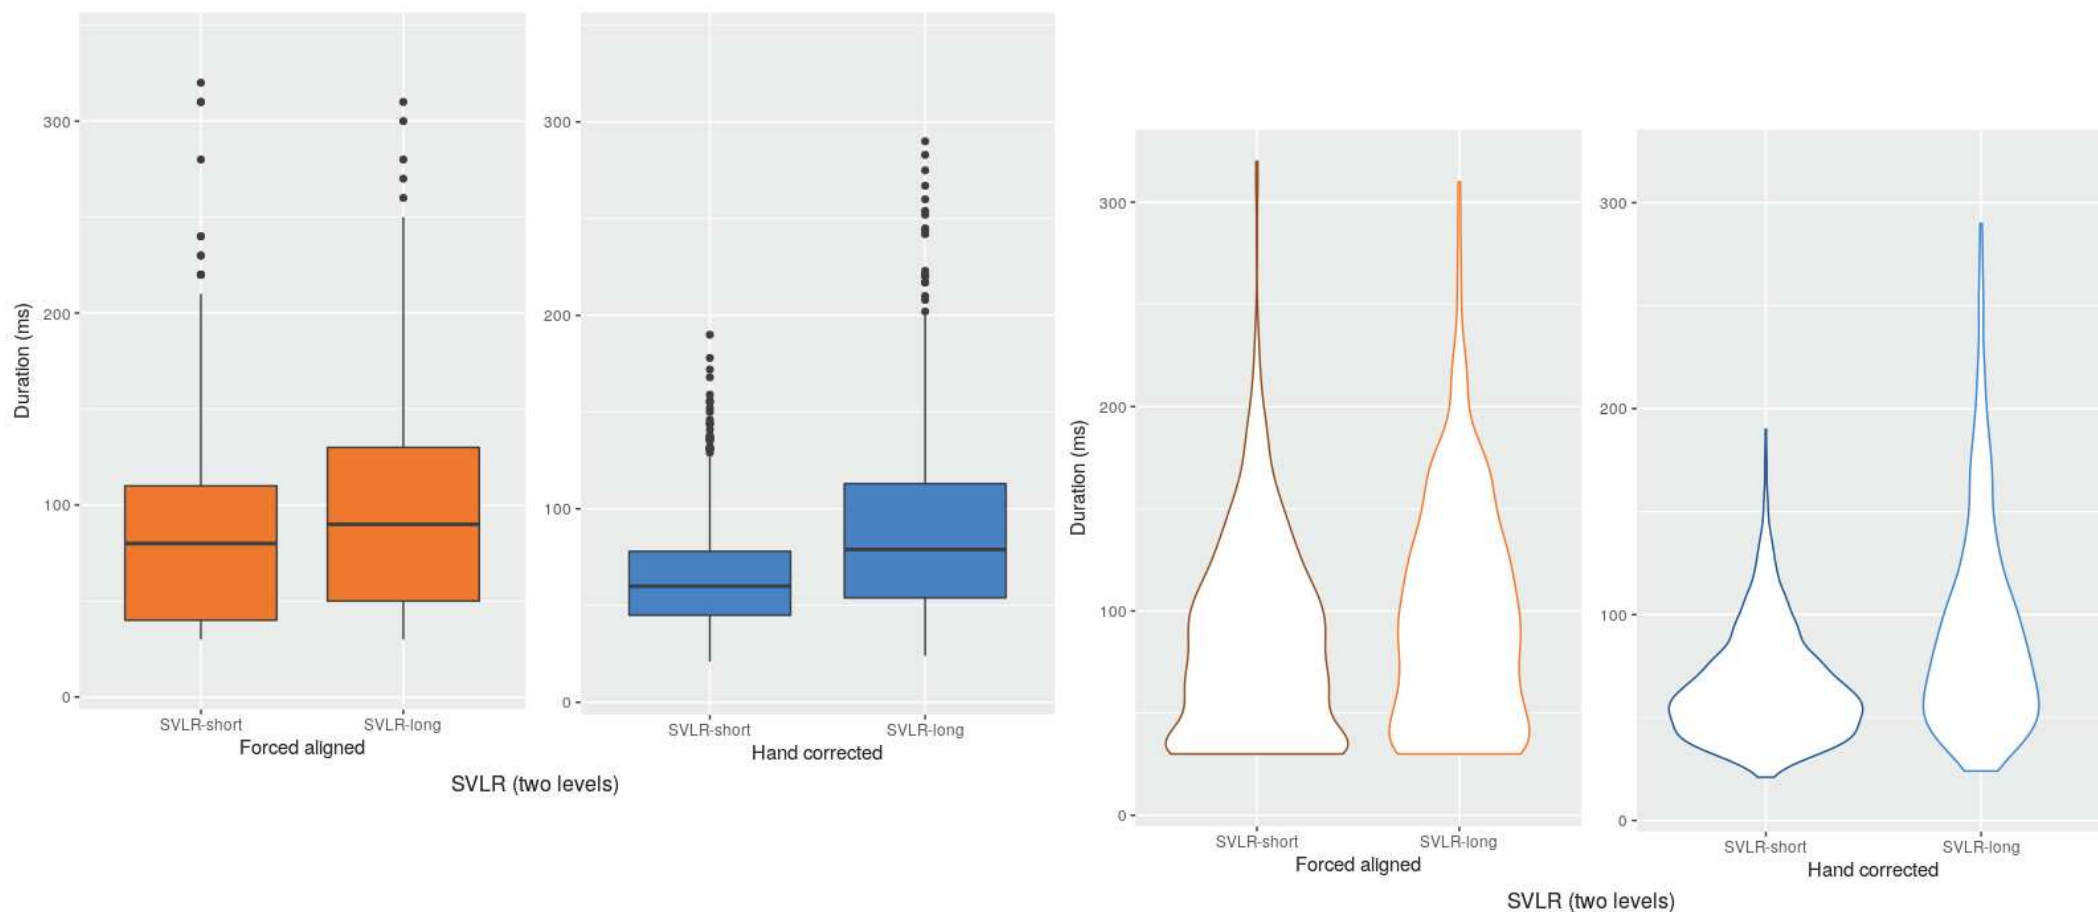 Duration (ms)
300
200
100
0
SVLR-short
SVLR-long
Forced aligned
300
200
100
0
SVLR-short
SVLR-long
Hand corrected
SVLR (two levels)
Duration (ms)
300
200
100
0
SVLR-short
SVLR-long
Forced aligned
300
200
100
0
SVLR-short
SVLR-long
Hand corrected
SVLR (two levels)